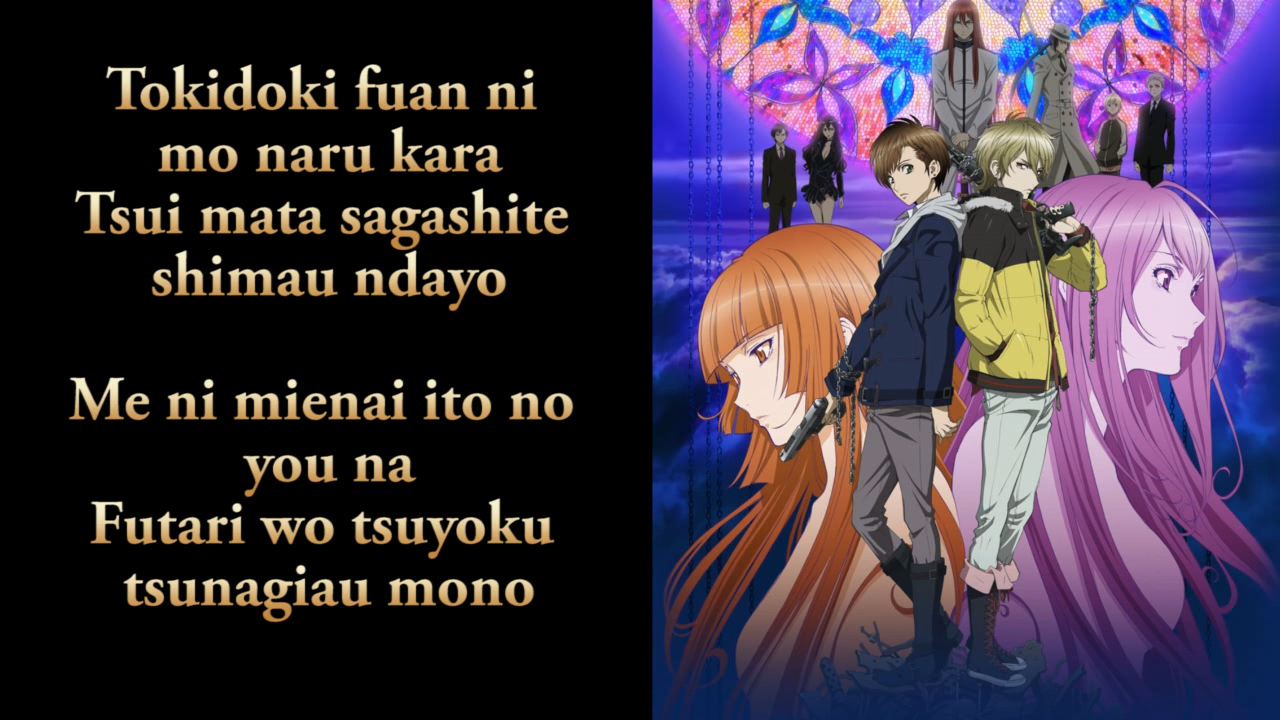 Tokidoki fuan ni
mo naru kara
Tsui mata sagashite
shimau ndayo
Me ni mienai ito no
you na
Futari wo tsuyoku
tsunagiau mono